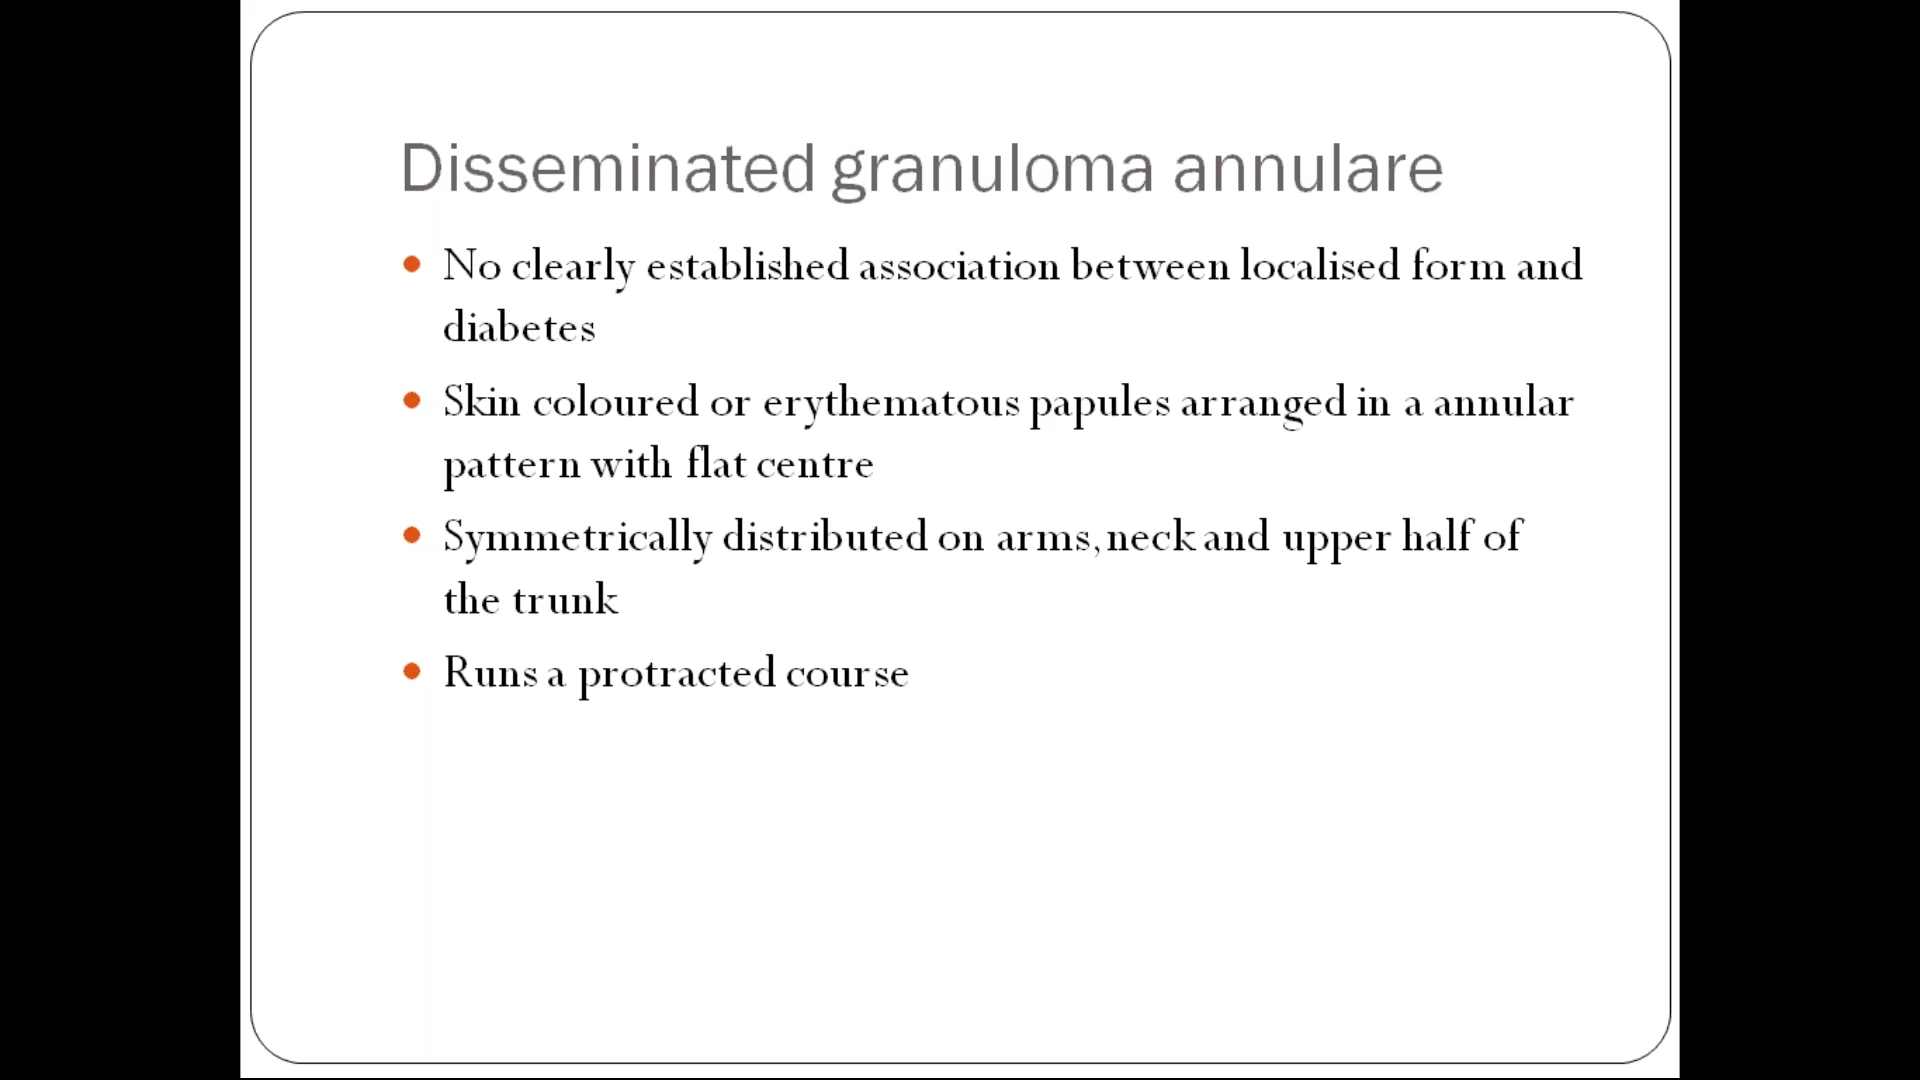 Disseminated granuloma annulare
• No clearly established association between localised form and
diabetes
• Skin coloured or erythematous papules arranged in a annular
pattern with flat centre
• Symmetrically distributed on arms, neck and upper half of
the trunk
• Runs a protracted course